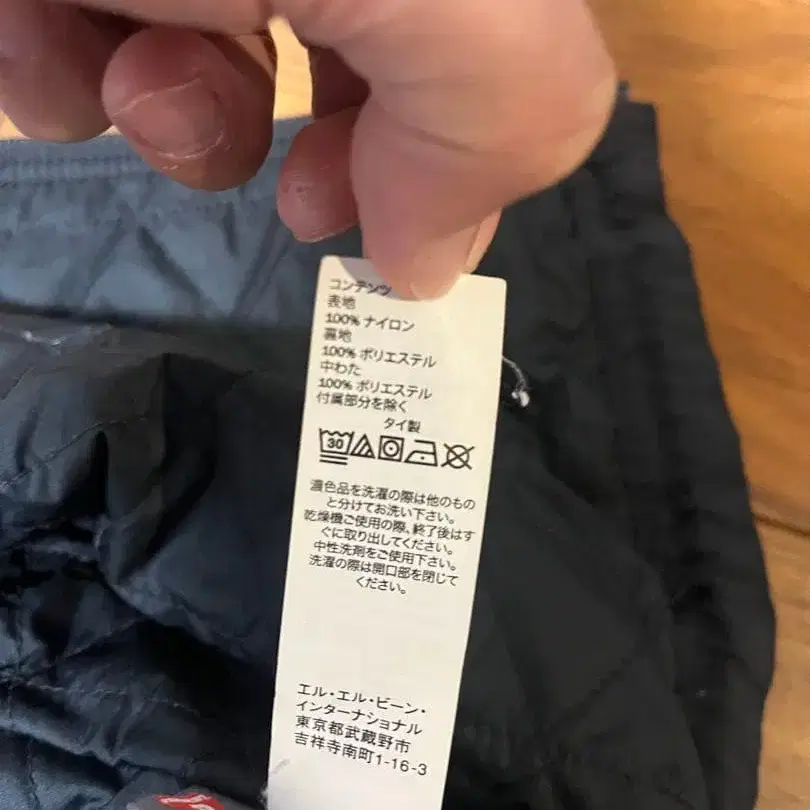 コンテンツ
表地
100% ナイロン
裏地
100% ポリエステル
中わた
100% ポリエステル
付属部分を除く
タイ製
30
濃色品を洗濯の際は他のもの
と分けてお洗い下さい。
乾燥機ご使用の際、終了後はす
ぐに取り出してください。
中性洗剤をご使用下さい。
洗濯の際は開口部を閉じて
ください。
エル・エル・ビーン・
インターナショナル
東京都武蔵野市
吉祥寺南町1-16-3